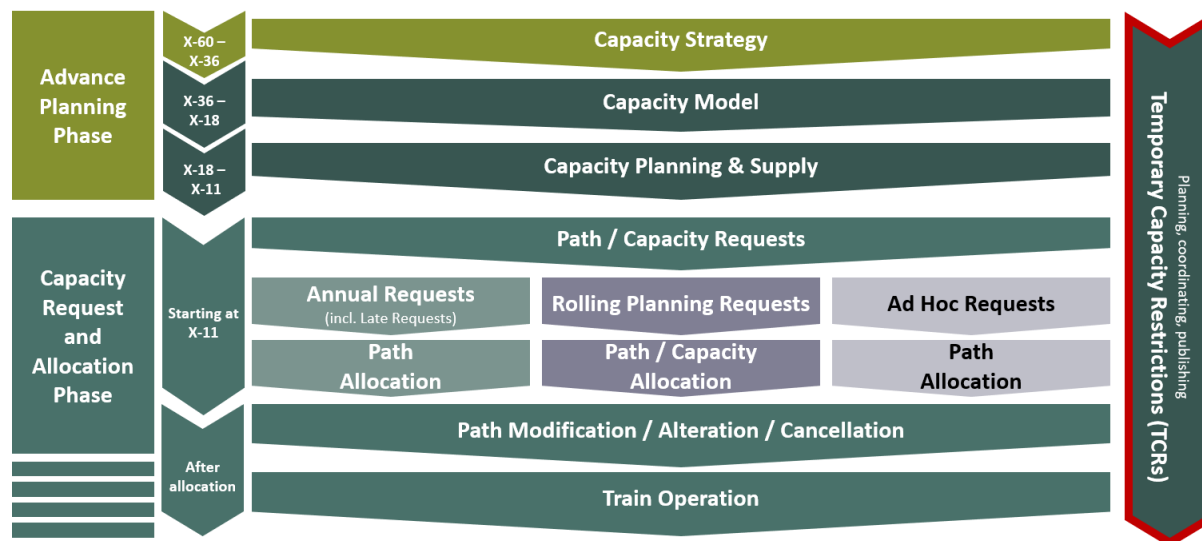 Advance
Planning
Phase
X-60 –
X-36
Capacity Strategy
X-36 –
X-18
Capacity Model
X-18 –
X-11
Capacity Planning & Supply
Capacity
Request
and
Allocation
Phase
Starting at
X-11
Path / Capacity Requests
Annual Requests
(incl. Late Requests)
Rolling Planning Requests
Ad Hoc Requests
Path
Allocation
Path / Capacity
Allocation
Path
Allocation
After
allocation
Path Modification / Alteration / Cancellation
Train Operation
Planning, coordinating, publishing
Temporary Capacity Restrictions (TCRs)